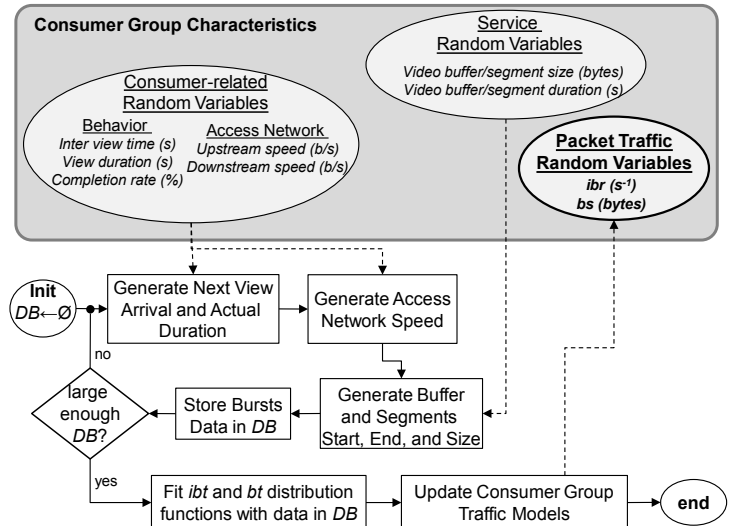 Consumer Group Characteristics
Service
Random Variables
Video buffer/segment size (bytes)
Video buffer/segment duration (s)
Consumer-related
Random Variables
Behavior
Inter view time (s)
View duration (s)
Completion rate (%)
Access Network
Upstream speed (b/s)
Downstream speed (b/s)
Packet Traffic
Random Variables
ibr (s⁻¹)
bs (bytes)
Init
DB←Ø
Generate Next View
Arrival and Actual
Duration
Generate Access
Network Speed
no
large
enough
DB?
Store Bursts
Data in DB
Generate Buffer
and Segments
Start, End, and Size
yes
Fit ibt and bt distribution
functions with data in DB
Update Consumer Group
Traffic Models
end